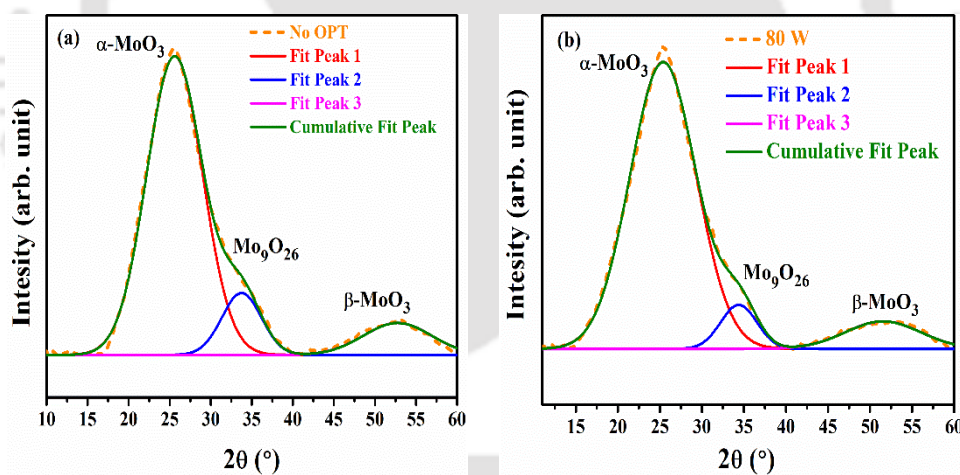 (a)
α-MoO₃
No OPT
Fit Peak 1
Fit Peak 2
Fit Peak 3
Cumulative Fit Peak
Mo₉O₂₆
β-MoO₃
Intesity (arb. unit)
10 15 20 25 30 35 40 45 50 55 60
2θ (°)
(b)
α-MoO₃
80 W
Fit Peak 1
Fit Peak 2
Fit Peak 3
Cumulative Fit Peak
Mo₉O₂₆
β-MoO₃
Intesity (arb. unit)
15 20 25 30 35 40 45 50 55 60
2θ (°)